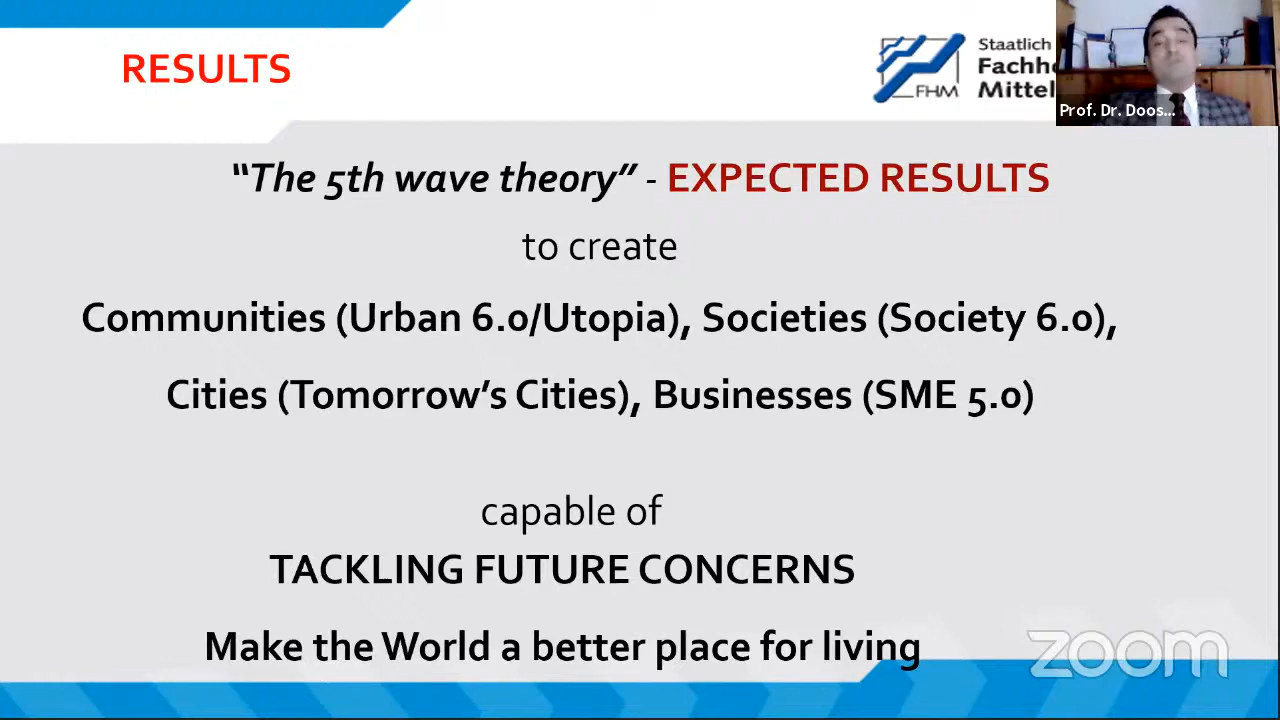 RESULTS
Staatlich
Fachho
Mittel
FHM
Prof. Dr. Doos...
“The 5th wave theory” - EXPECTED RESULTS
to create
Communities (Urban 6.0/Utopia), Societies (Society 6.0),
Cities (Tomorrow’s Cities), Businesses (SME 5.0)
capable of
TACKLING FUTURE CONCERNS
Make the World a better place for living
zoom